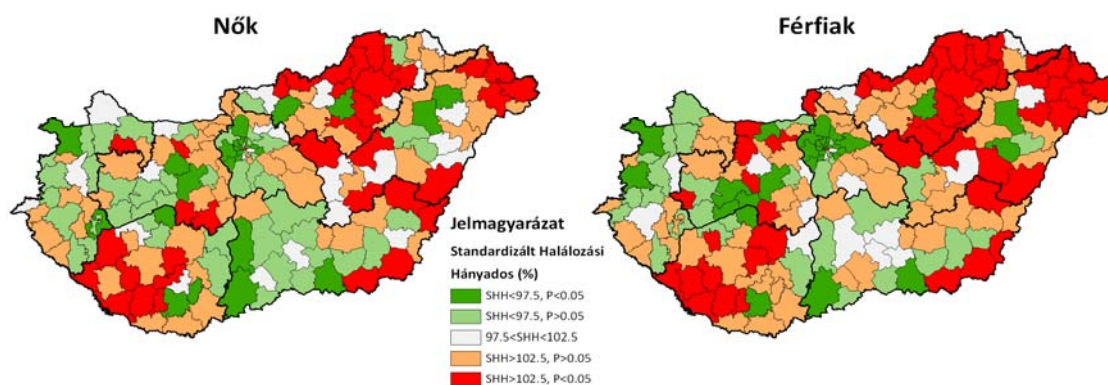 Nők
Férfiak
Jelmagyarázat
Standardizált Halálozási
Hányados (%)
SHH<97.5, P<0.05
SHH<97.5, P>0.05
97.5<SHH<102.5
SHH>102.5, P>0.05
SHH>102.5, P<0.05